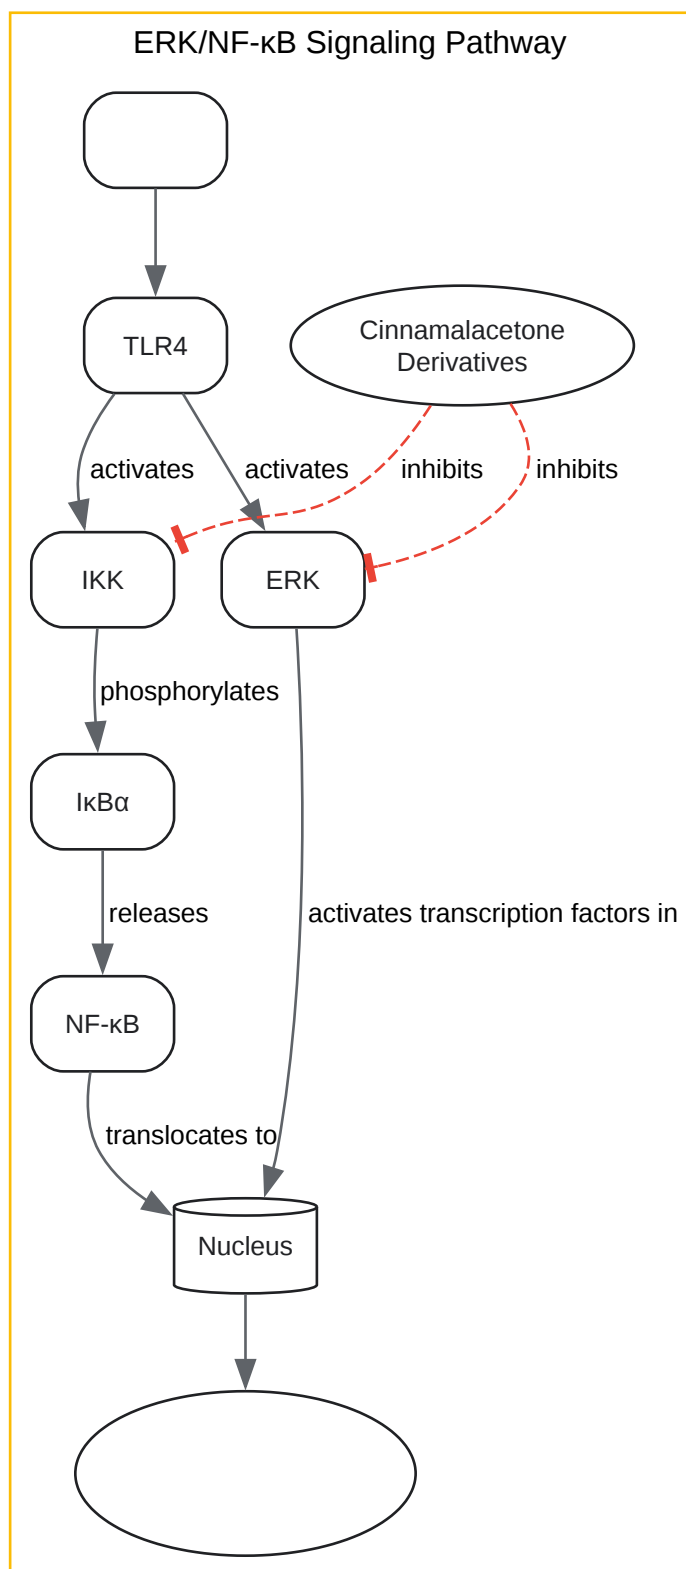 ERK/NF-κB Signaling Pathway
TLR4
Cinnamalacetone
Derivatives
activates
activates
inhibits
inhibits
IKK
ERK
phosphorylates
IκBα
releases
activates transcription factors in
NF-κB
translocates to
Nucleus